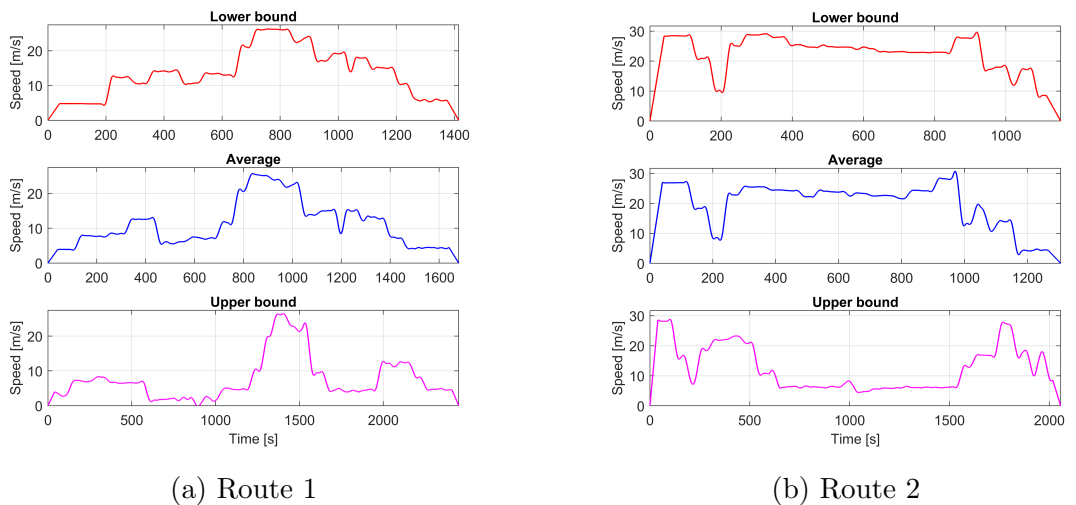 Lower bound
Speed [m/s]
20
10
0
0 200 400 600 800 1000 1200 1400
Average
Speed [m/s]
20
10
0
0 200 400 600 800 1000 1200 1400 1600
Upper bound
Speed [m/s]
20
10
0
0 500 1000 1500 2000
Time [s]
(a) Route 1
Lower bound
Speed [m/s]
30
20
10
0
0 200 400 600 800 1000
Average
Speed [m/s]
30
20
10
0
0 200 400 600 800 1000 1200
Upper bound
Speed [m/s]
30
20
10
0
0 500 1000 1500 2000
Time [s]
(b) Route 2